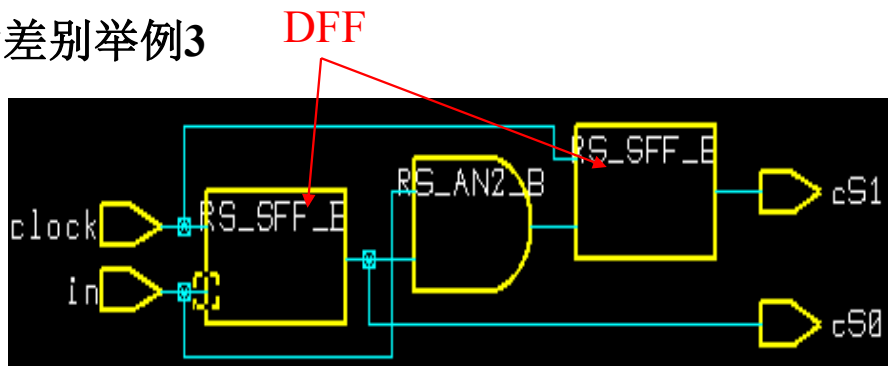 差别举例3
DFF
RS_SFF_B
RS_AN2_B
RS_SFF_B
clock
in
cS1
cS0